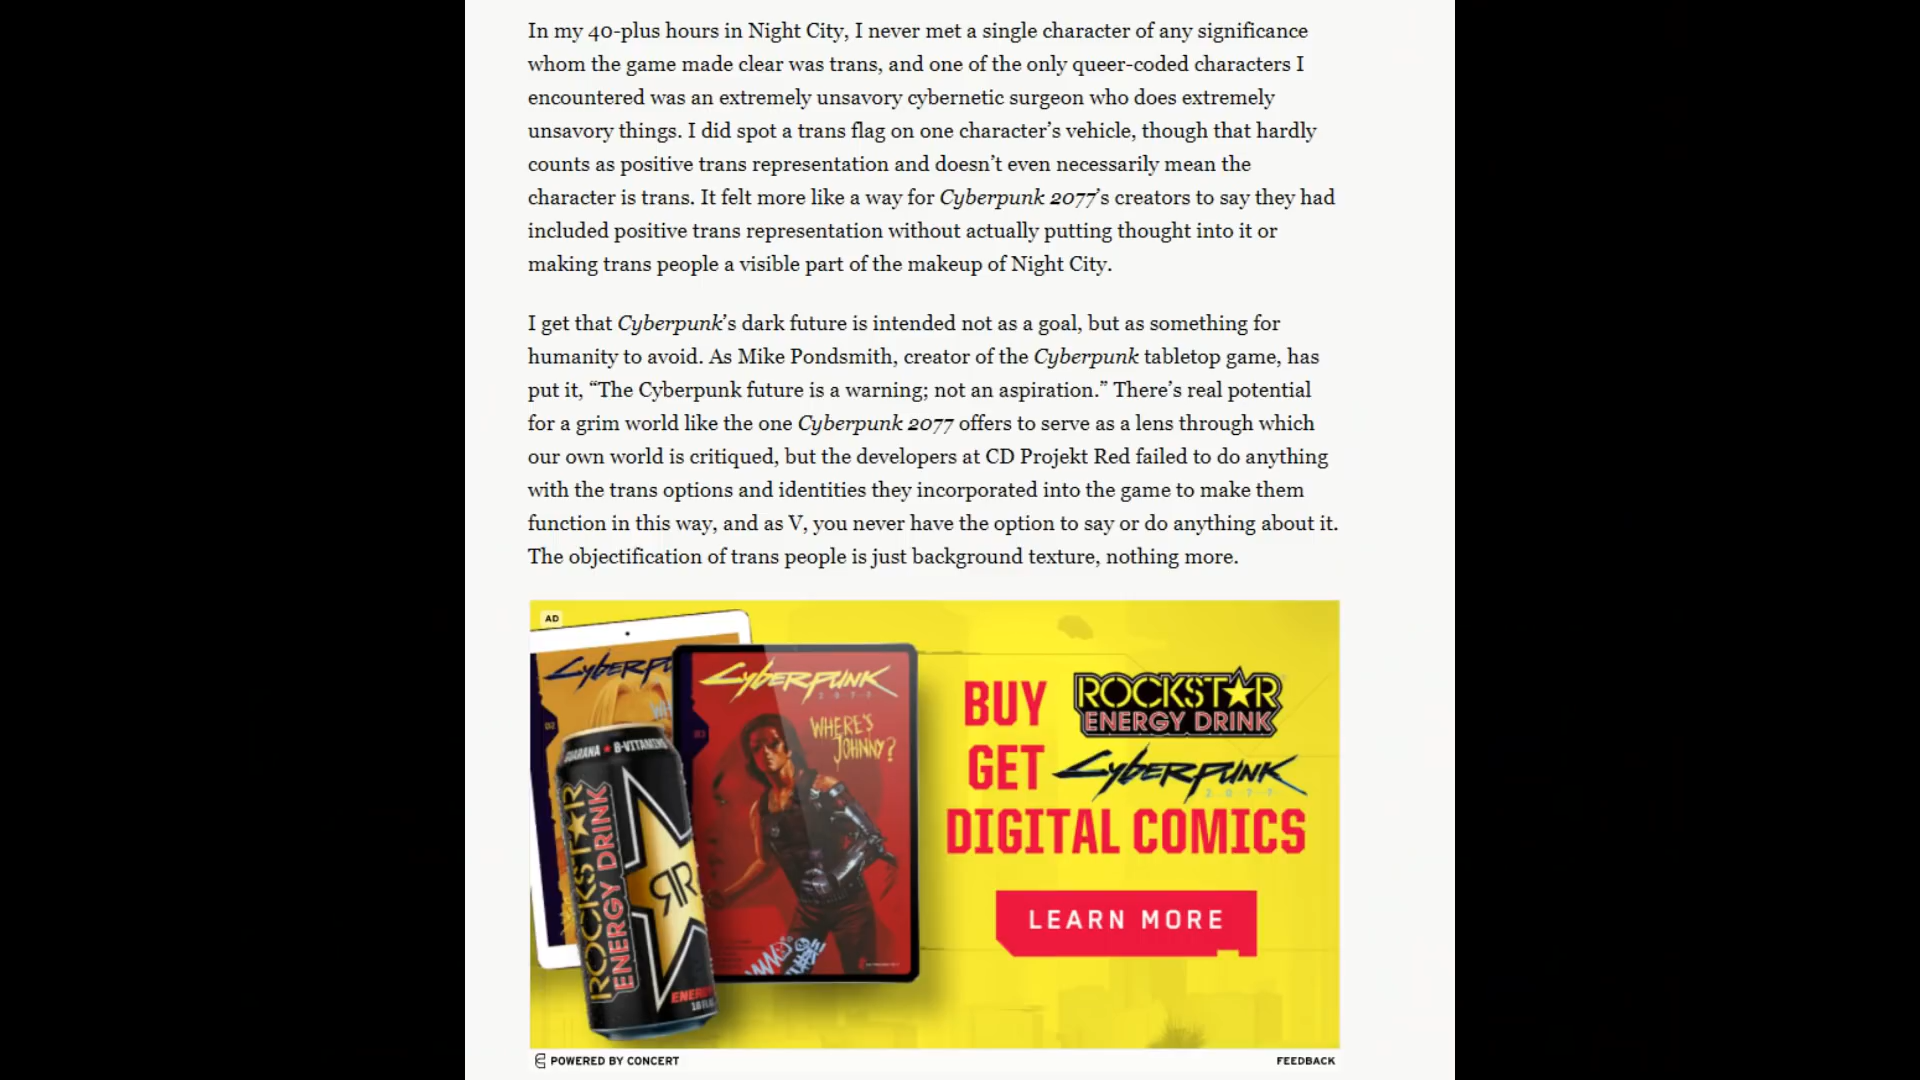 In my 40-plus hours in Night City, I never met a single character of any significance
whom the game made clear was trans, and one of the only queer-coded characters I
encountered was an extremely unsavory cybernetic surgeon who does extremely
unsavory things. I did spot a trans flag on one character’s vehicle, though that hardly
counts as positive trans representation and doesn’t even necessarily mean the
character is trans. It felt more like a way for Cyberpunk 2077’s creators to say they had
included positive trans representation without actually putting thought into it or
making trans people a visible part of the makeup of Night City.
I get that Cyberpunk’s dark future is intended not as a goal, but as something for
humanity to avoid. As Mike Pondsmith, creator of the Cyberpunk tabletop game, has
put it, “The Cyberpunk future is a warning; not an aspiration.” There’s real potential
for a grim world like the one Cyberpunk 2077 offers to serve as a lens through which
our own world is critiqued, but the developers at CD Projekt Red failed to do anything
with the trans options and identities they incorporated into the game to make them
function in this way, and as V, you never have the option to say or do anything about it.
The objectification of trans people is just background texture, nothing more.
AD
Cyberpu
CYBERPUNK
2077
WHERE'S
JOHNNY?
GUARANA ★ B-VITAMINS
ROCKSTAR
ENERGY DRINK
BUY ROCKSTAR
ENERGY DRINK
GET CYBERPUNK
2077
DIGITAL COMICS
LEARN MORE
POWERED BY CONCERT
FEEDBACK